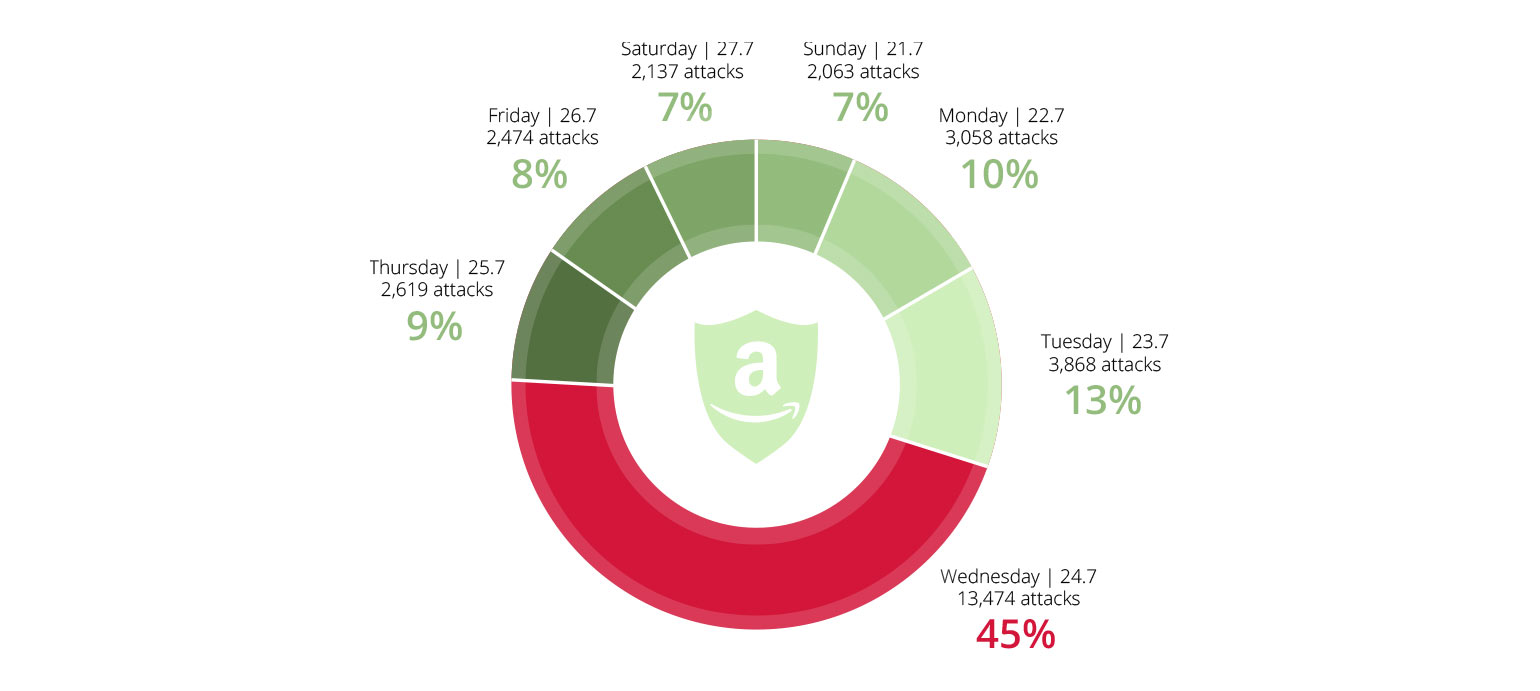 Saturday | 27.7
2,137 attacks
7%
Sunday | 21.7
2,063 attacks
7%
Friday | 26.7
2,474 attacks
8%
Monday | 22.7
3,058 attacks
10%
Thursday | 25.7
2,619 attacks
9%
a
Tuesday | 23.7
3,868 attacks
13%
Wednesday | 24.7
13,474 attacks
45%